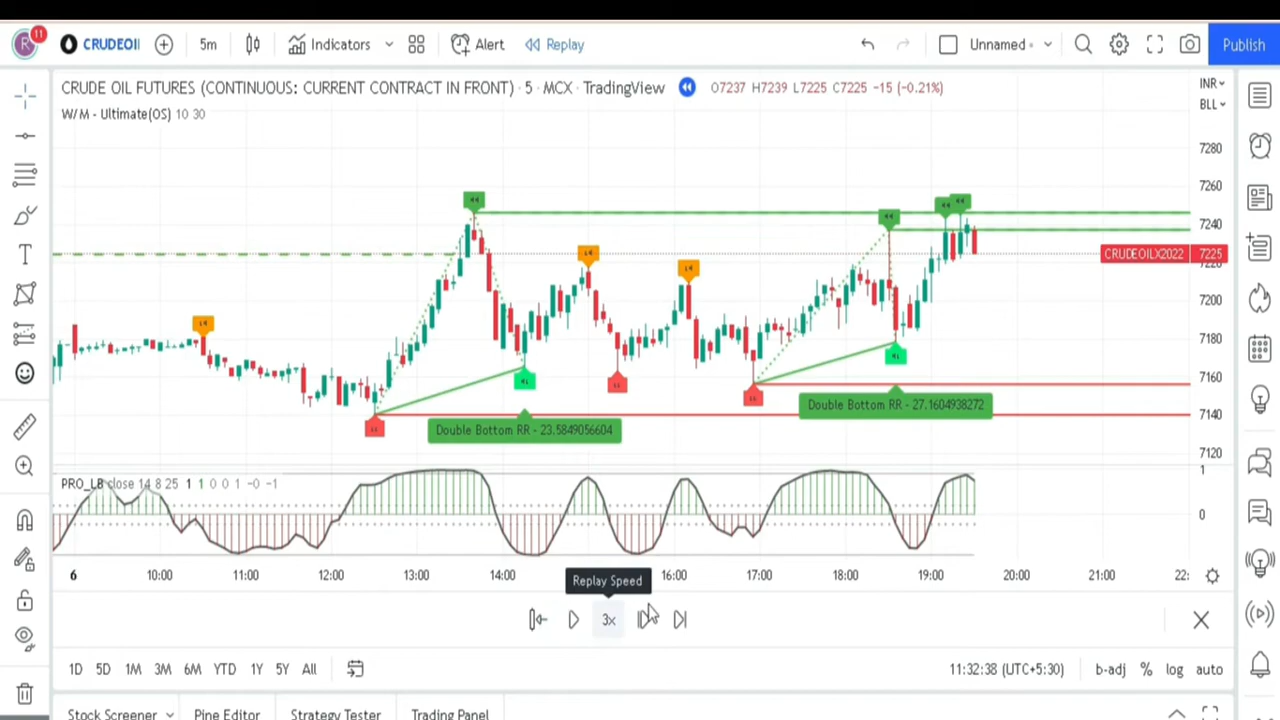 R 11 CRUDEOIl 5m Indicators Alert Replay Unnamed Publish
CRUDE OIL FUTURES (CONTINUOUS: CURRENT CONTRACT IN FRONT) · 5 · MCX · TradingView O7237 H7239 L7225 C7225 -15 (-0.21%) INR
BLL
W/M - Ultimate(OS) 10 30
7280
7260
7240
CRUDEOILX2022 7225
7220
7200
7180
7160
7140
7120
Double Bottom RR - 27.1604938272
Double Bottom RR - 23.5849056604
PRO_LB close 14 8 25 1 1 0 0 1 -0 -1
1
0
6 10:00 11:00 12:00 13:00 14:00 15:00 16:00 17:00 18:00 19:00 20:00 21:00 22:
Replay Speed
3x
1D 5D 1M 3M 6M YTD 1Y 5Y All 11:32:38 (UTC+5:30) b-adj % log auto
Stock Screener Pine Editor Strategy Tester Trading Panel